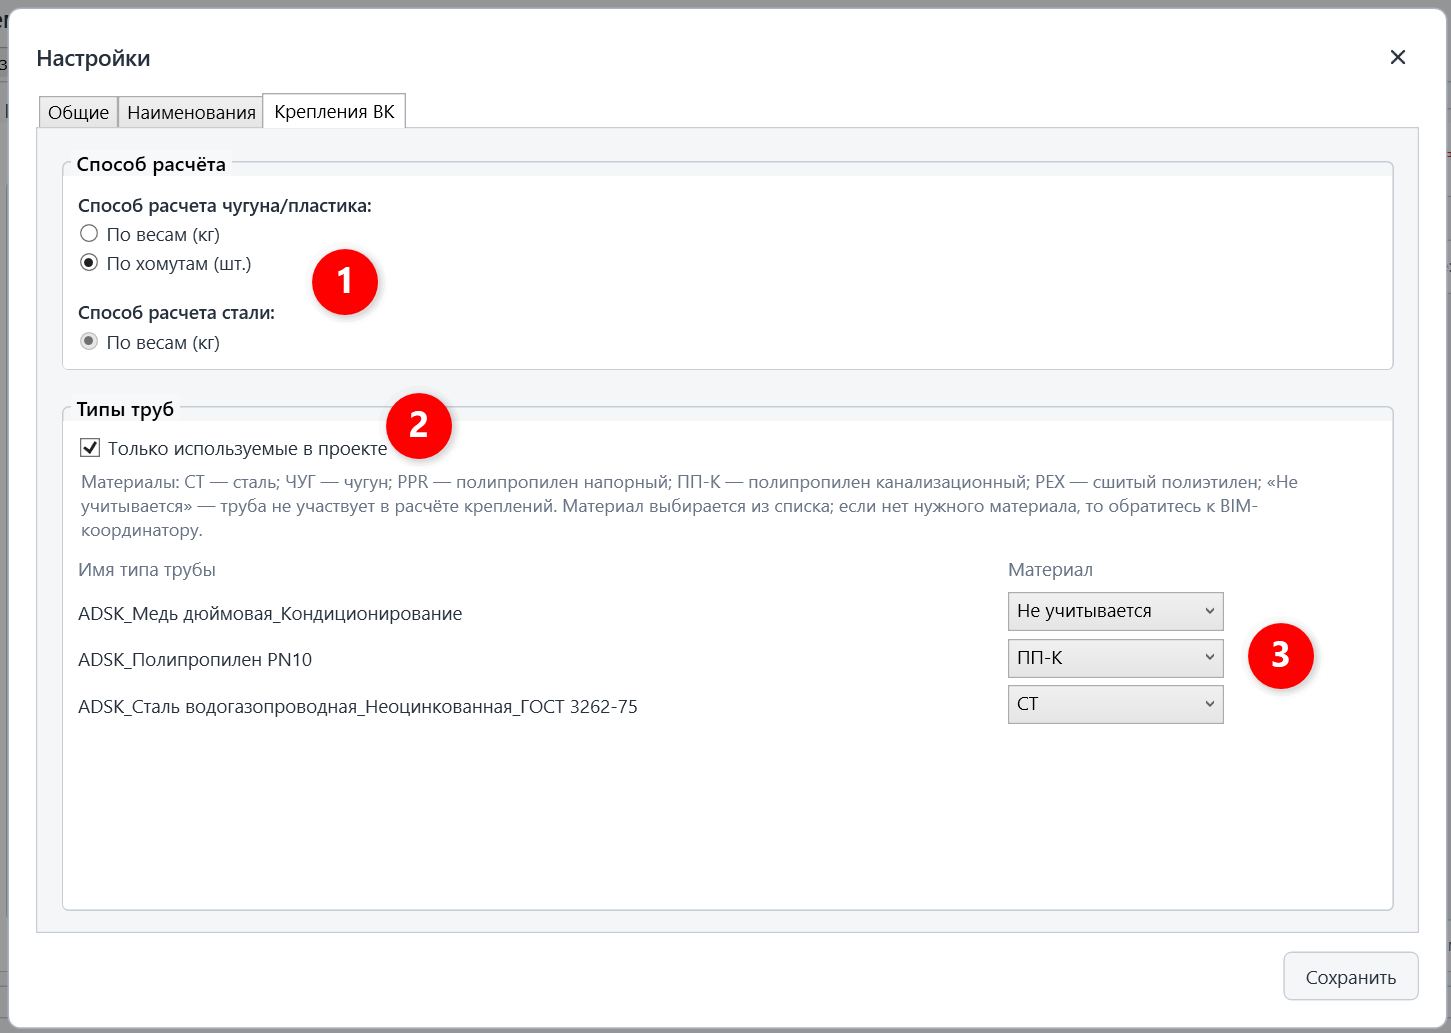 Настройки
Общие
Наименования
Крепления ВК
Способ расчёта
Способ расчета чугуна/пластика:
По весам (кг)
По хомутам (шт.)
1
Способ расчета стали:
По весам (кг)
Типы труб
2
Только используемые в проекте
Материалы: СТ — сталь; ЧУГ — чугун; PPR — полипропилен напорный; ПП-К — полипропилен канализационный; PEX — сшитый полиэтилен; «Не
учитывается» — труба не участвует в расчёте креплений. Материал выбирается из списка; если нет нужного материала, то обратитесь к BIM-
координатору.
Имя типа трубы
Материал
ADSK_Медь дюймовая_Кондиционирование
Не учитывается
ADSK_Полипропилен PN10
ПП-К
3
ADSK_Сталь водогазопроводная_Неоцинкованная_ГОСТ 3262-75
СТ
Сохранить